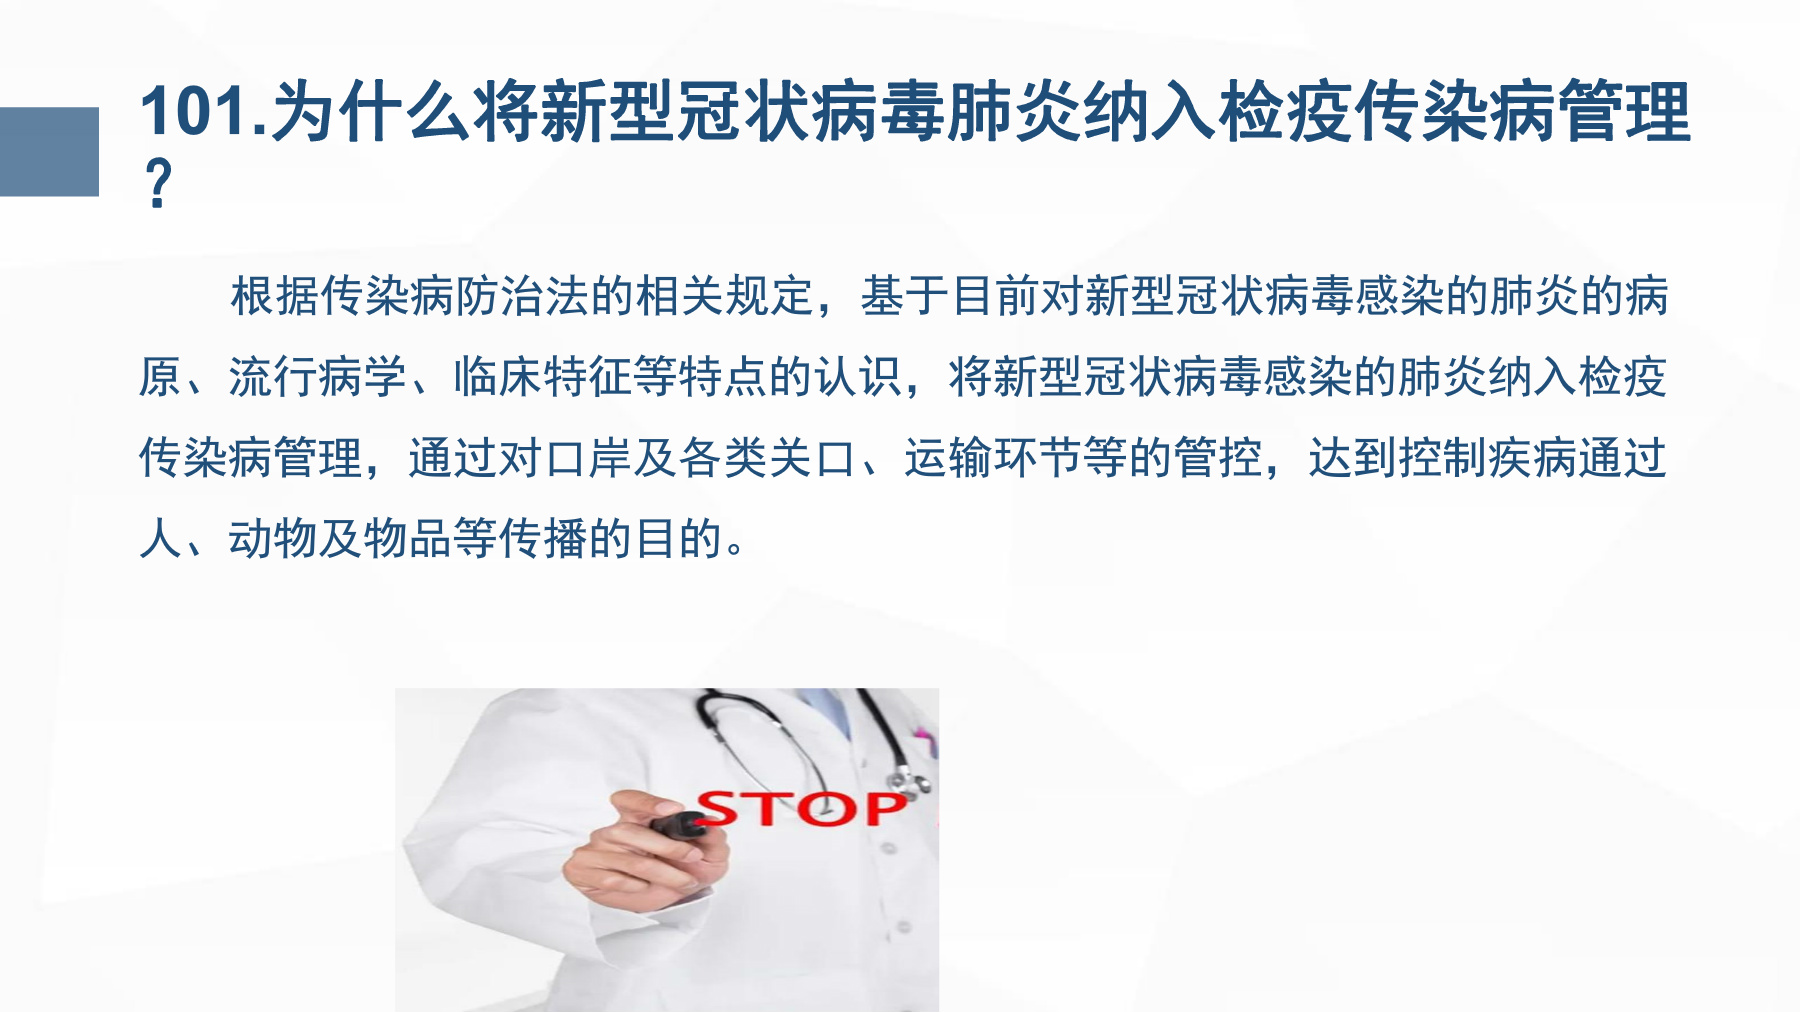 101.为什么将新型冠状病毒肺炎纳入检疫传染病管理
？
根据传染病防治法的相关规定，基于目前对新型冠状病毒感染的肺炎的病
原、流行病学、临床特征等特点的认识，将新型冠状病毒感染的肺炎纳入检疫
传染病管理，通过对口岸及各类关口、运输环节等的管控，达到控制疾病通过
人、动物及物品等传播的目的。
STOP